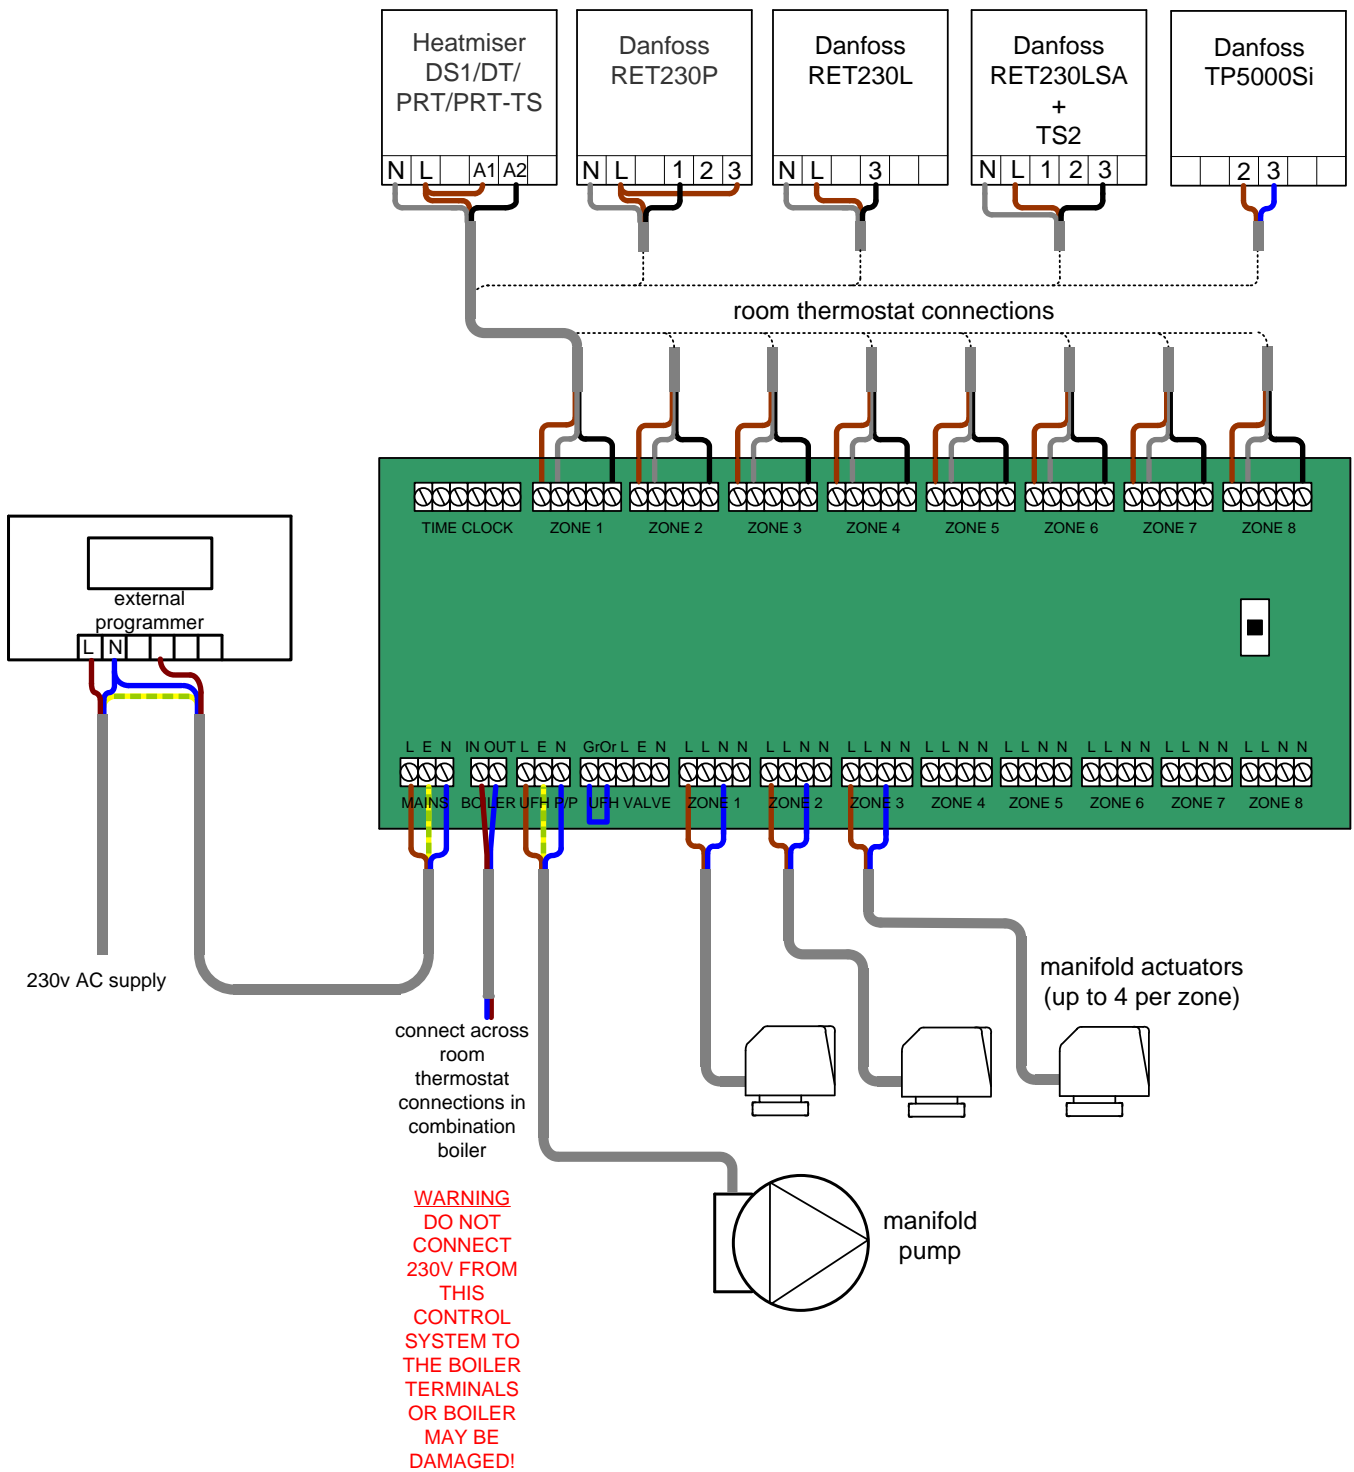 Heatmiser
DS1/DT/
PRT/PRT-TS
N L A1 A2
Danfoss
RET230P
N L 1 2 3
Danfoss
RET230L
N L 3
Danfoss
RET230LSA
+
TS2
N L 1 2 3
Danfoss
TP5000Si
2 3
room thermostat connections
TIME CLOCK ZONE 1 ZONE 2 ZONE 3 ZONE 4 ZONE 5 ZONE 6 ZONE 7 ZONE 8
external
programmer
L N
L E N IN OUT L E N GrOr L E N L L N N L L N N L L N N L L N N L L N N L L N N L L N N L L N N
MAINS BOILER UFH P/P UFH VALVE ZONE 1 ZONE 2 ZONE 3 ZONE 4 ZONE 5 ZONE 6 ZONE 7 ZONE 8
230v AC supply
manifold actuators
(up to 4 per zone)
connect across
room
thermostat
connections in
combination
boiler
WARNING
DO NOT
CONNECT
230V FROM
THIS
CONTROL
SYSTEM TO
THE BOILER
TERMINALS
OR BOILER
MAY BE
DAMAGED!
manifold
pump